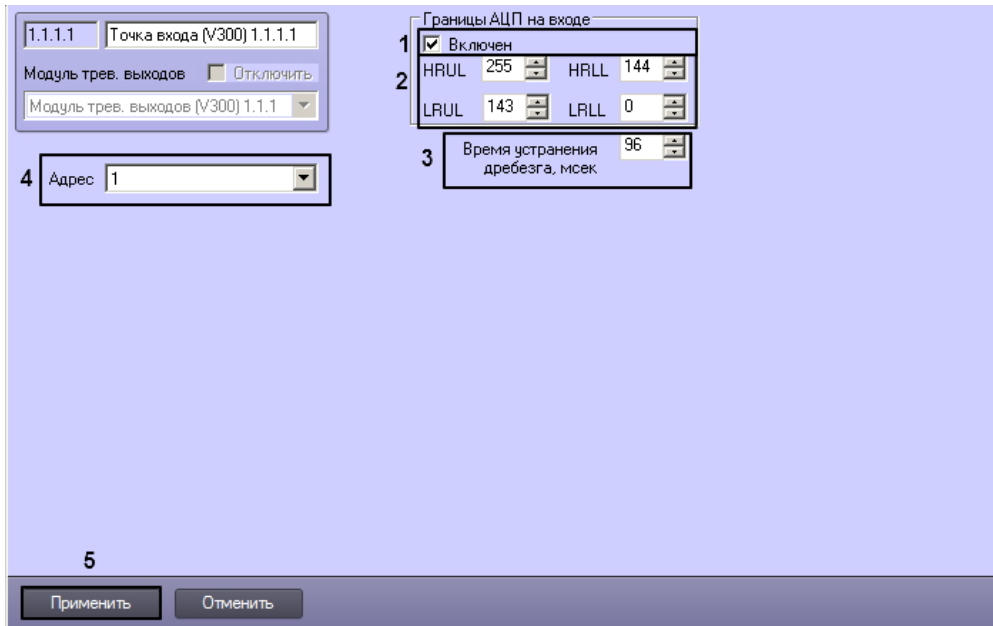 1.1.1.1 Точка входа (V300) 1.1.1.1
Модуль трев. выходов Отключить
Модуль трев. выходов (V300) 1.1.1
4 Адрес 1
Границы АЦП на входе
1 Включен
2 HRUL 255 HRLL 144
LRUL 143 LRLL 0
3 Время устранения 96
дребезга, мсек
5
Применить Отменить